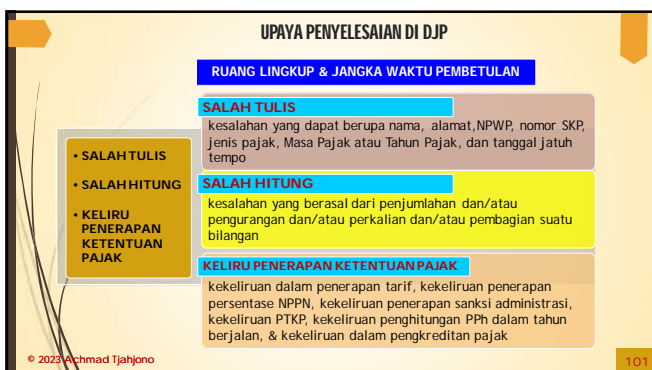 UPAYA PENYELESAIAN DI DJP
RUANG LINGKUP & JANGKA WAKTU PEMBETULAN
• SALAH TULIS
• SALAH HITUNG
• KELIRU
PENERAPAN
KETENTUAN
PAJAK
SALAH TULIS
kesalahan yang dapat berupa nama, alamat,NPWP, nomor SKP,
jenis pajak, Masa Pajak atau Tahun Pajak, dan tanggal jatuh
tempo
SALAH HITUNG
kesalahan yang berasal dari penjumlahan dan/atau
pengurangan dan/atau perkalian dan/atau pembagian suatu
bilangan
KELIRU PENERAPAN KETENTUAN PAJAK
kekeliruan dalam penerapan tarif, kekeliruan penerapan
persentase NPPN, kekeliruan penerapan sanksi administrasi,
kekeliruan PTKP, kekeliruan penghitungan PPh dalam tahun
berjalan, & kekeliruan dalam pengkreditan pajak
© 2023 Achmad Tjahjono
101